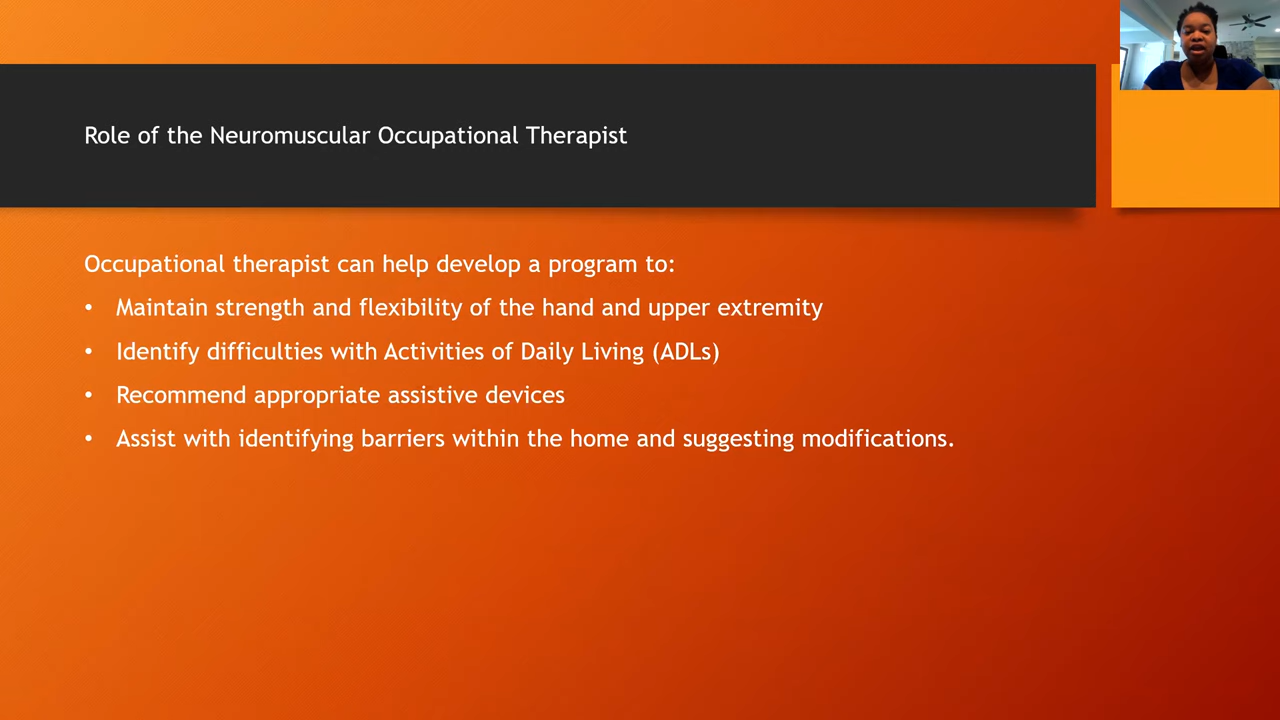 Role of the Neuromuscular Occupational Therapist
Occupational therapist can help develop a program to:
• Maintain strength and flexibility of the hand and upper extremity
• Identify difficulties with Activities of Daily Living (ADLs)
• Recommend appropriate assistive devices
• Assist with identifying barriers within the home and suggesting modifications.